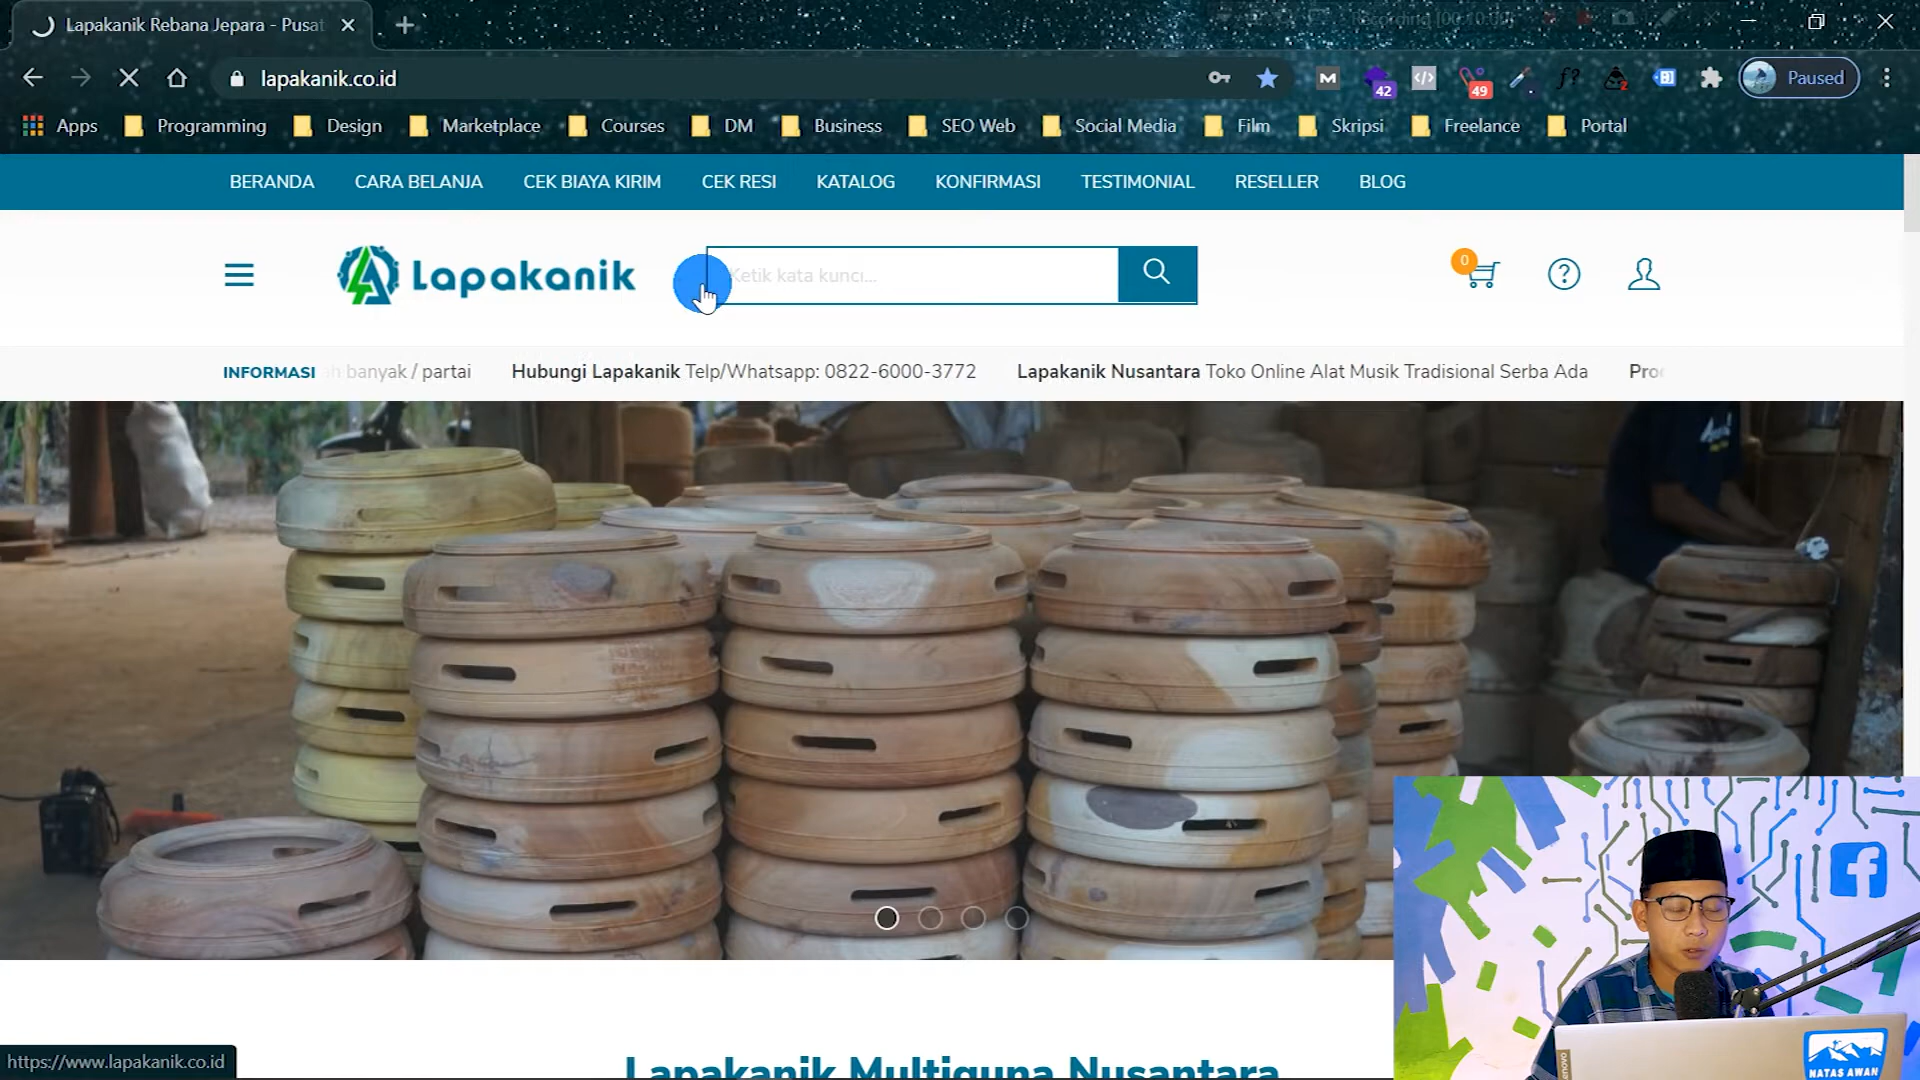 Lapakanik Rebana Jepara - Pusat
lapakanik.co.id
42
49
Paused
Apps
Programming
Design
Marketplace
Courses
DM
Business
SEO Web
Social Media
Film
Skripsi
Freelance
Portal
BERANDA
CARA BELANJA
CEK BIAYA KIRIM
CEK RESI
KATALOG
KONFIRMASI
TESTIMONIAL
RESELLER
BLOG
Lapakanik
Ketik kata kunci...
0
INFORMASI
banyak / partai
Hubungi Lapakanik Telp/Whatsapp: 0822-6000-3772
Lapakanik Nusantara Toko Online Alat Musik Tradisional Serba Ada
Lapakanik Multiguna Nusantara
https://www.lapakanik.co.id
NATAS AWAN
lenovo